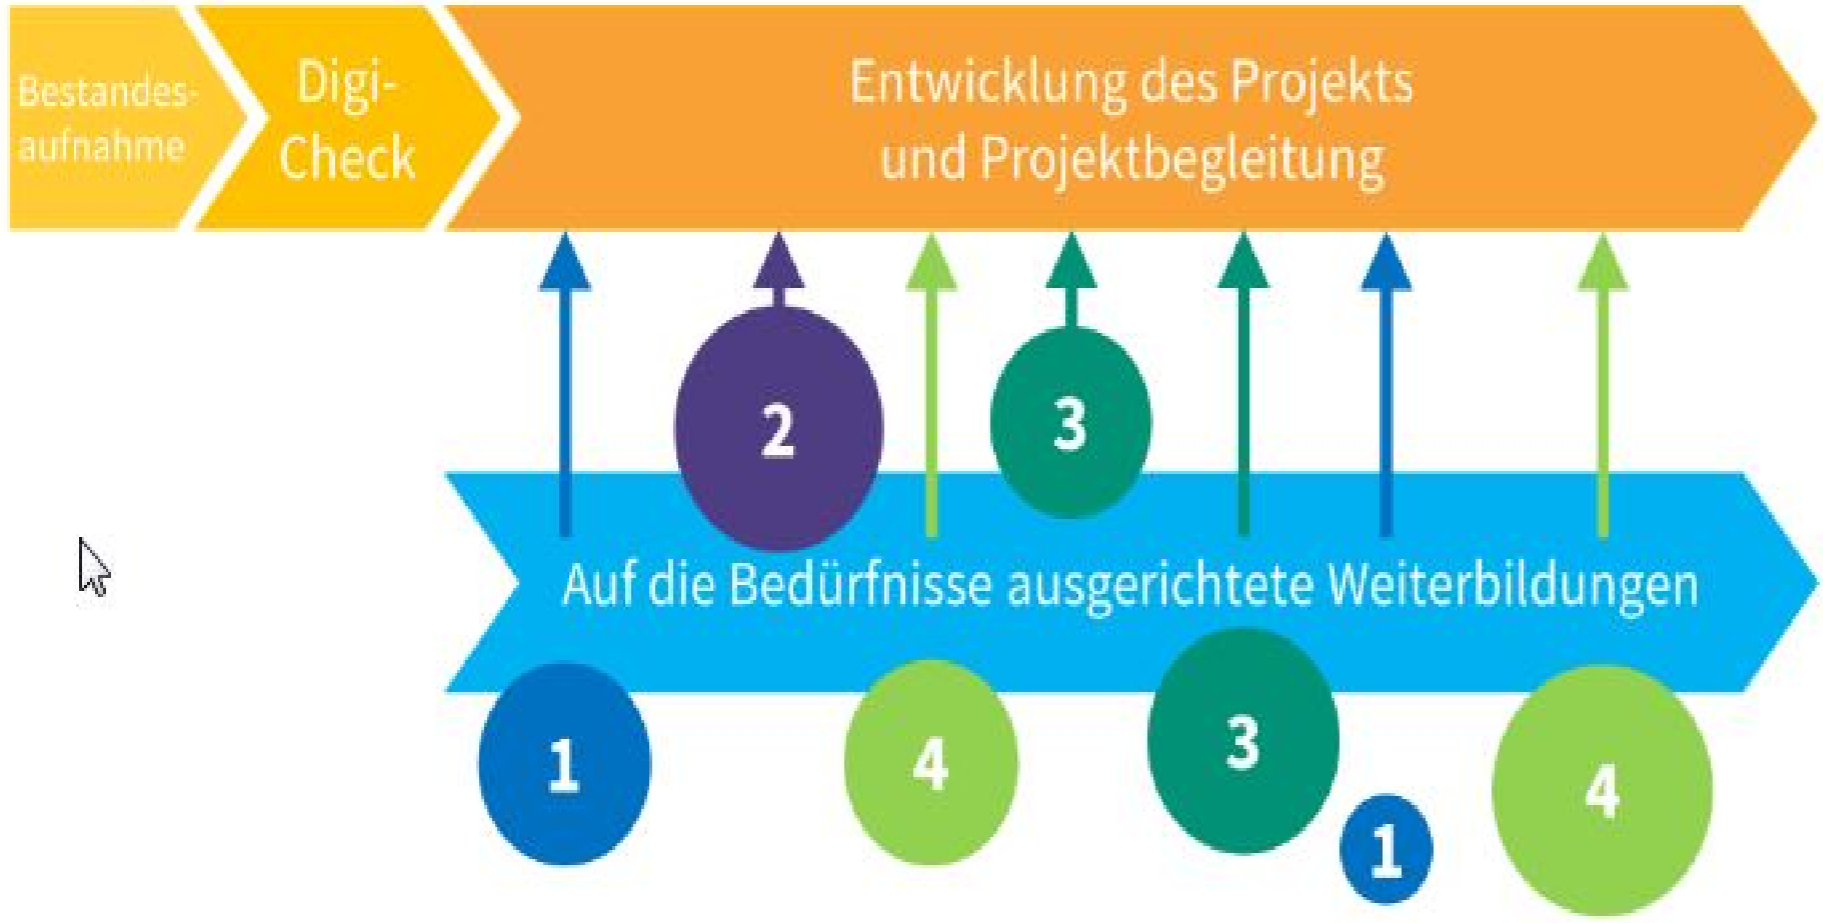 Bestandes-
aufnahme
Digi-
Check
Entwicklung des Projekts
und Projektbegleitung
2
3
Auf die Bedürfnisse ausgerichtete Weiterbildungen
1
4
3
1
4